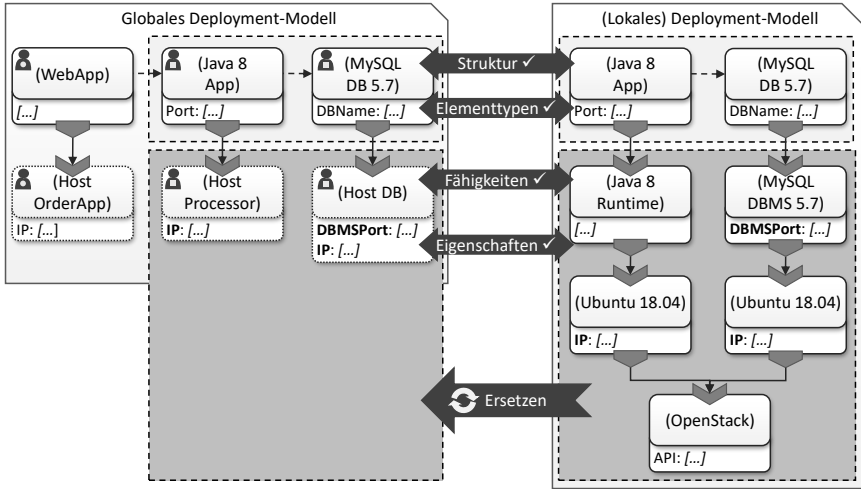 Globales Deployment-Modell
(WebApp)
[...]
(Java 8
App)
Port: [...]
(MySQL
DB 5.7)
DBName: [...]
(Host
OrderApp)
IP: [...]
(Host
Processor)
IP: [...]
(Host DB)
DBMSPort: [...]
IP: [...]
Struktur ✓
Elementtypen ✓
Fähigkeiten ✓
Eigenschaften ✓
Ersetzen
(Lokales) Deployment-Modell
(Java 8
App)
Port: [...]
(MySQL
DB 5.7)
DBName: [...]
(Java 8
Runtime)
[...]
(MySQL
DBMS 5.7)
DBMSPort: [...]
(Ubuntu 18.04)
IP: [...]
(Ubuntu 18.04)
IP: [...]
(OpenStack)
API: [...]